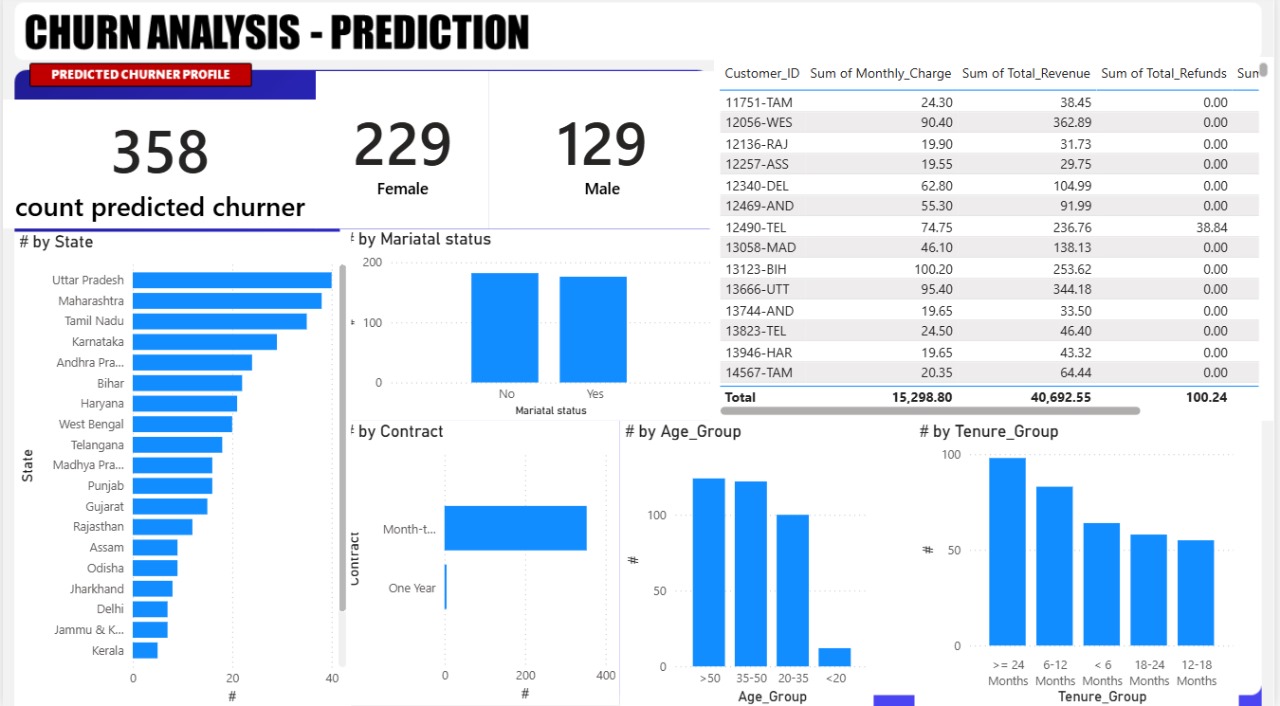 CHURN ANALYSIS - PREDICTION
PREDICTED CHURNER PROFILE
358
count predicted churner
229
Female
129
Male
Customer_ID Sum of Monthly_Charge Sum of Total_Revenue Sum of Total_Refunds Sum
11751-TAM 24.30 38.45 0.00
12056-WES 90.40 362.89 0.00
12136-RAJ 19.90 31.73 0.00
12257-ASS 19.55 29.75 0.00
12340-DEL 62.80 104.99 0.00
12469-AND 55.30 91.99 0.00
12490-TEL 74.75 236.76 38.84
13058-MAD 46.10 138.13 0.00
13123-BIH 100.20 253.62 0.00
13666-UTT 95.40 344.18 0.00
13744-AND 19.65 33.50 0.00
13823-TEL 24.50 46.40 0.00
13946-HAR 19.65 43.32 0.00
14567-TAM 20.35 64.44 0.00
Total 15,298.80 40,692.55 100.24
# by State
State
Uttar Pradesh
Maharashtra
Tamil Nadu
Karnataka
Andhra Pra...
Bihar
Haryana
West Bengal
Telangana
Madhya Pra...
Punjab
Gujarat
Rajasthan
Assam
Odisha
Jharkhand
Delhi
Jammu & K...
Kerala
0 20 40
#
# by Mariatal status
#
200
100
0
No Yes
Mariatal status
# by Contract
Contract
Month-t...
One Year
0 200 400
#
# by Age_Group
#
100
50
0
>50 35-50 20-35 <20
Age_Group
# by Tenure_Group
#
100
50
0
>= 24 Months 6-12 Months < 6 Months 18-24 Months 12-18 Months
Tenure_Group